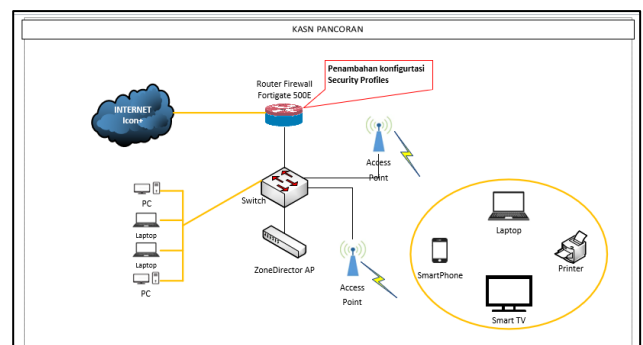 KASN PANCORAN
Penambahan konfigurtasi
Security Profiles
Router Firewall
Fortigate 500E
INTERNET
Icon+
Access
Point
Switch
PC
Laptop
Laptop
PC
ZoneDirector AP
Access
Point
Laptop
SmartPhone
Printer
Smart TV